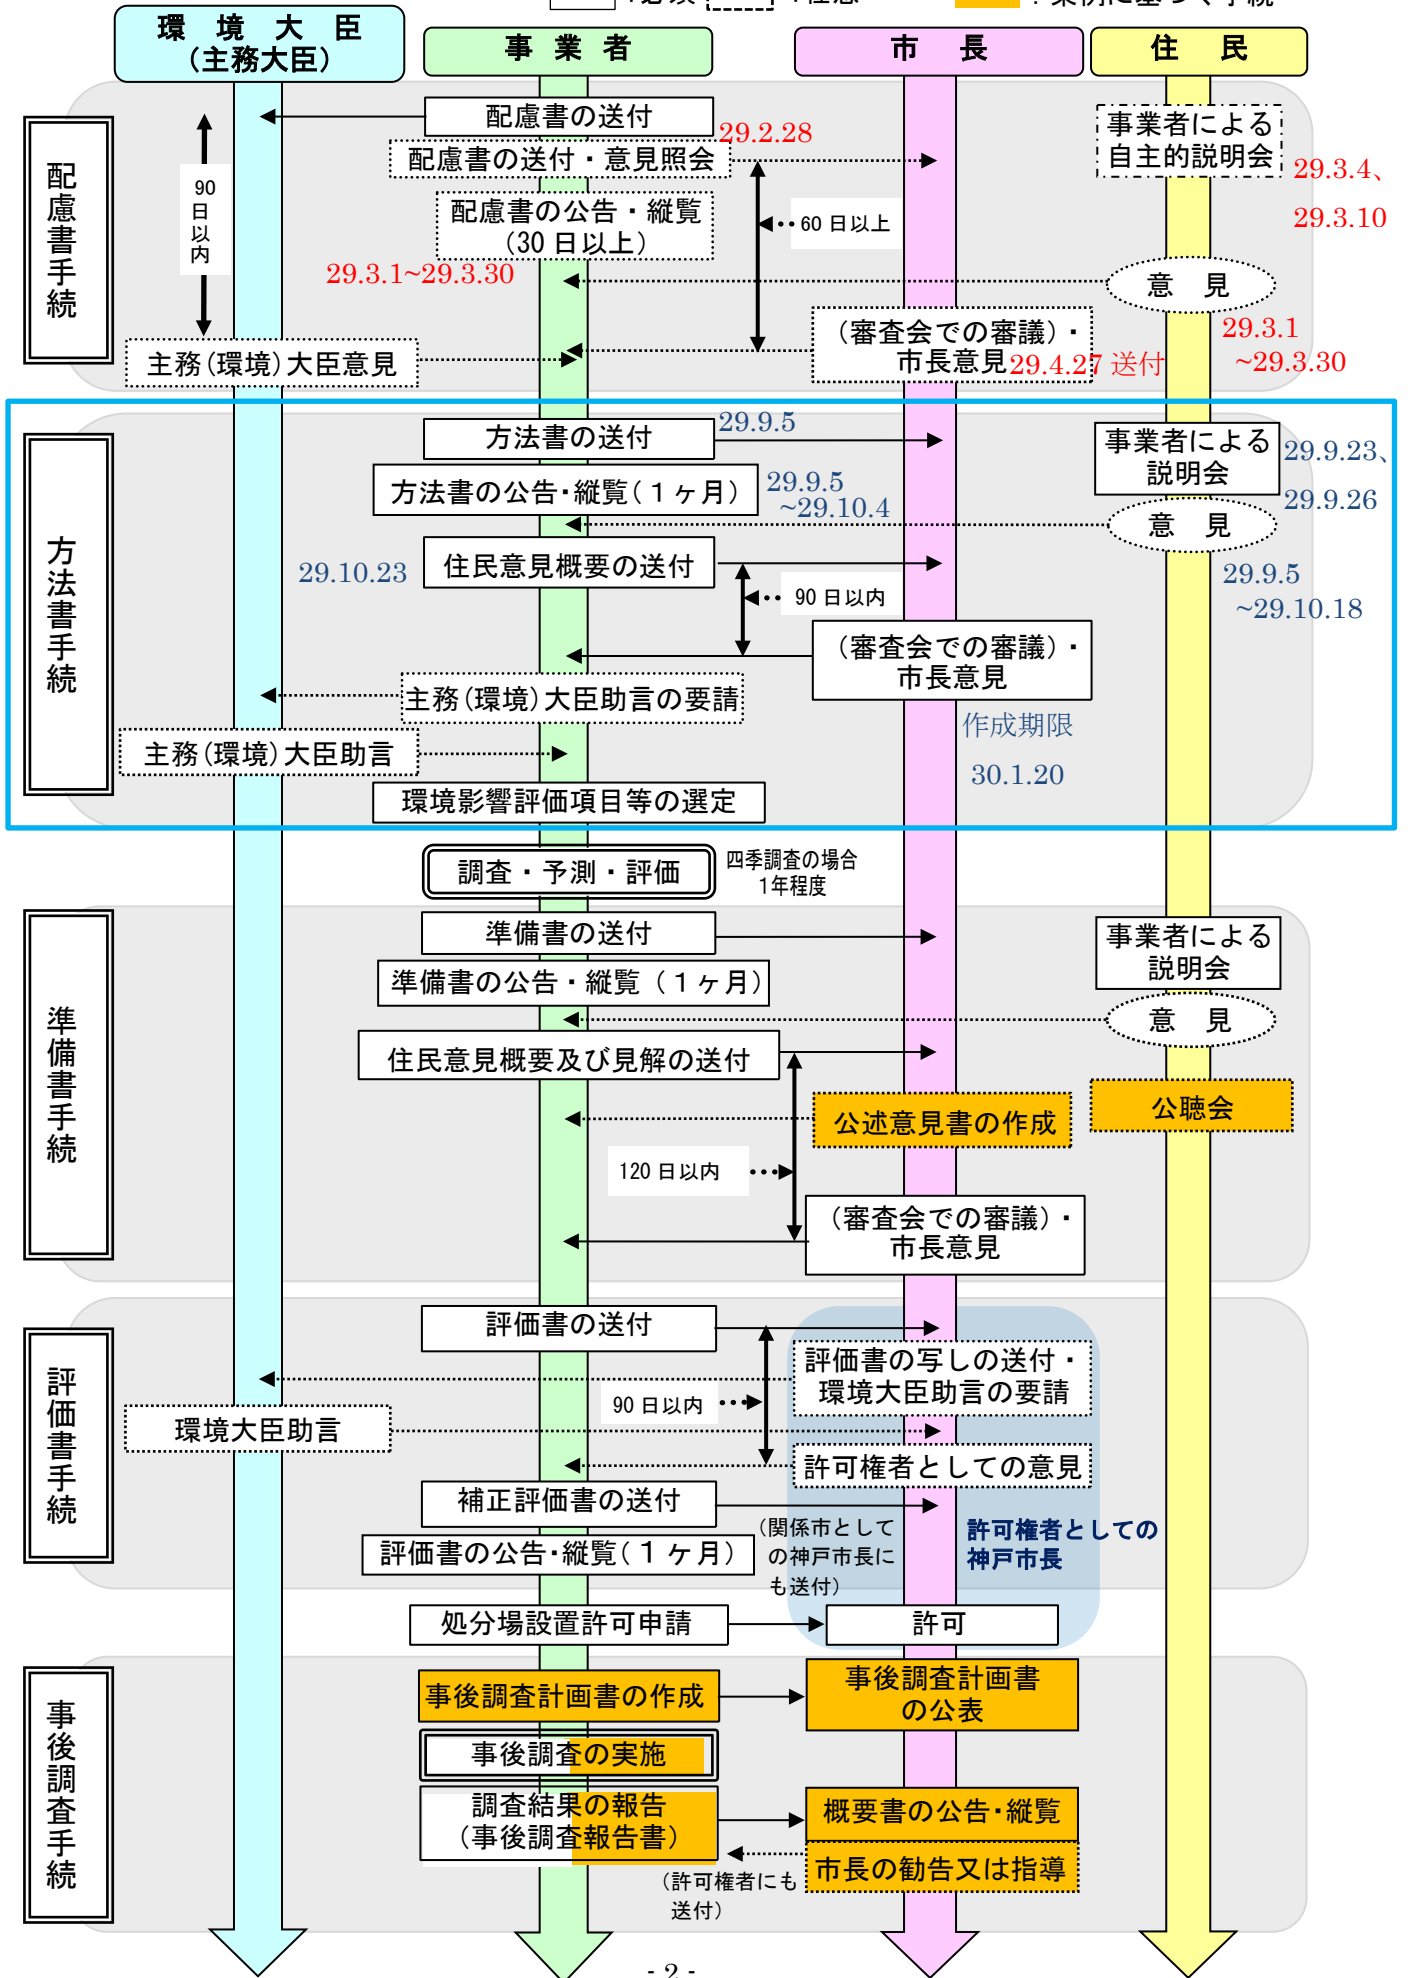 ：必須
：任意
：条例に基づく手続
環 境 大 臣
（主務大臣）
事 業 者
市 長
住 民
配慮書手続
90
日
以
内
配慮書の送付
29.2.28
配慮書の送付・意見照会
配慮書の公告・縦覧
（30 日以上）
29.3.1~29.3.30
60 日以上
事業者による
自主的説明会
29.3.4、
29.3.10
意 見
29.3.1
~29.3.30
主務（環境）大臣意見
（審査会での審議）・
市長意見
29.4.27 送付
方法書手続
方法書の送付
29.9.5
方法書の公告・縦覧（１ヶ月）
29.9.5
~29.10.4
事業者による
説明会
29.9.23、
29.9.26
意 見
29.9.5
~29.10.18
29.10.23
住民意見概要の送付
90 日以内
（審査会での審議）・
市長意見
作成期限
30.1.20
主務（環境）大臣助言の要請
主務（環境）大臣助言
環境影響評価項目等の選定
調査・予測・評価
四季調査の場合
1年程度
準備書手続
準備書の送付
準備書の公告・縦覧（１ヶ月）
事業者による
説明会
意 見
住民意見概要及び見解の送付
公述意見書の作成
公聴会
120 日以内
（審査会での審議）・
市長意見
評価書手続
評価書の送付
評価書の写しの送付・
環境大臣助言の要請
90 日以内
環境大臣助言
許可権者としての意見
補正評価書の送付
（関係市として
の神戸市長に
も送付）
許可権者としての
神戸市長
評価書の公告・縦覧（１ヶ月）
処分場設置許可申請
許可
事後調査手続
事後調査計画書の作成
事後調査計画書
の公表
事後調査の実施
調査結果の報告
（事後調査報告書）
概要書の公告・縦覧
市長の勧告又は指導
（許可権者にも
送付）
- 2 -